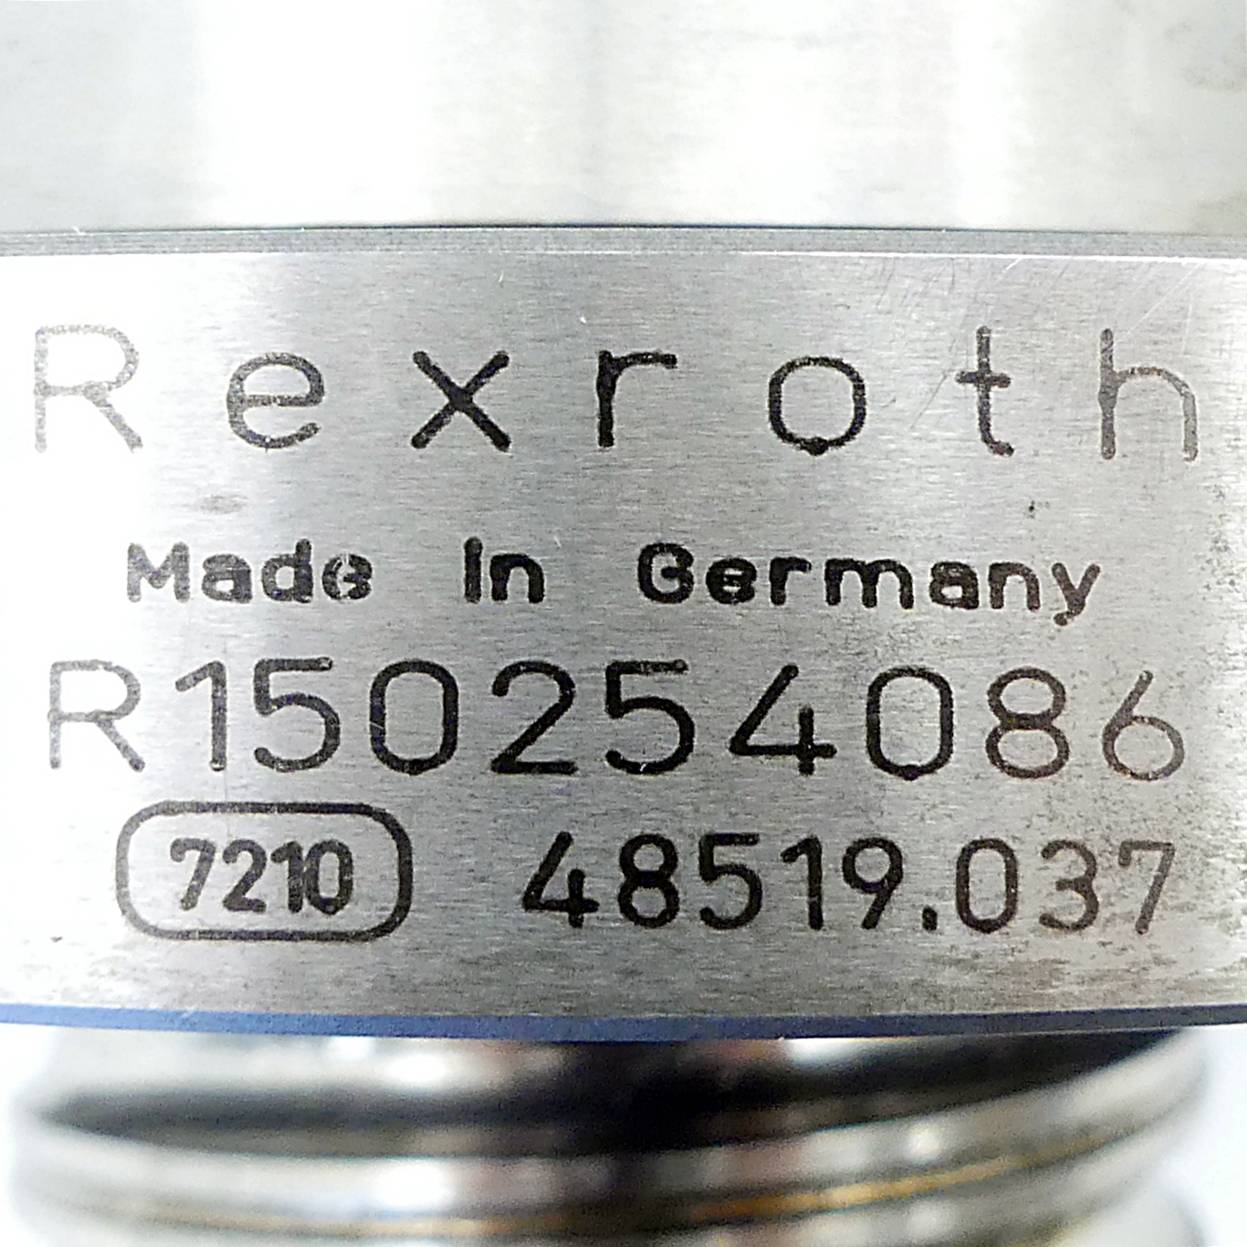 Rexroth
Made In Germany
R150254086
7210 48519.037